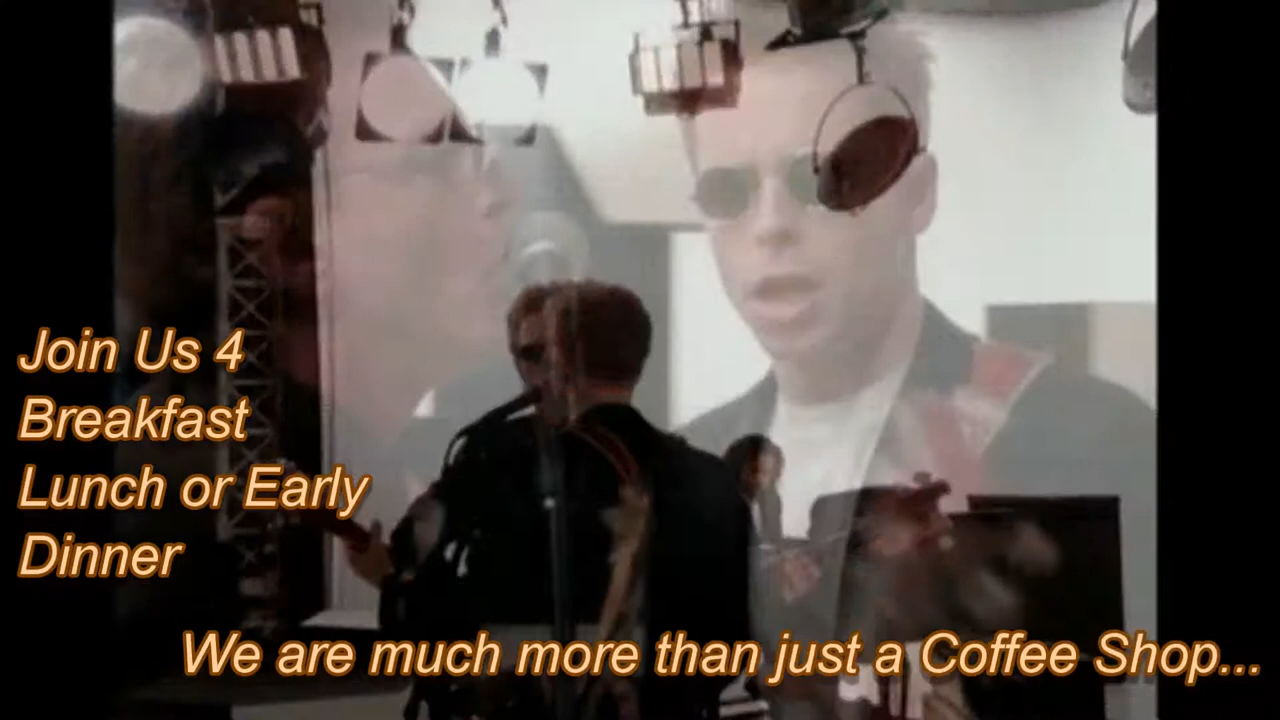 Join Us 4
Breakfast
Lunch or Early
Dinner
We are much more than just a Coffee Shop...